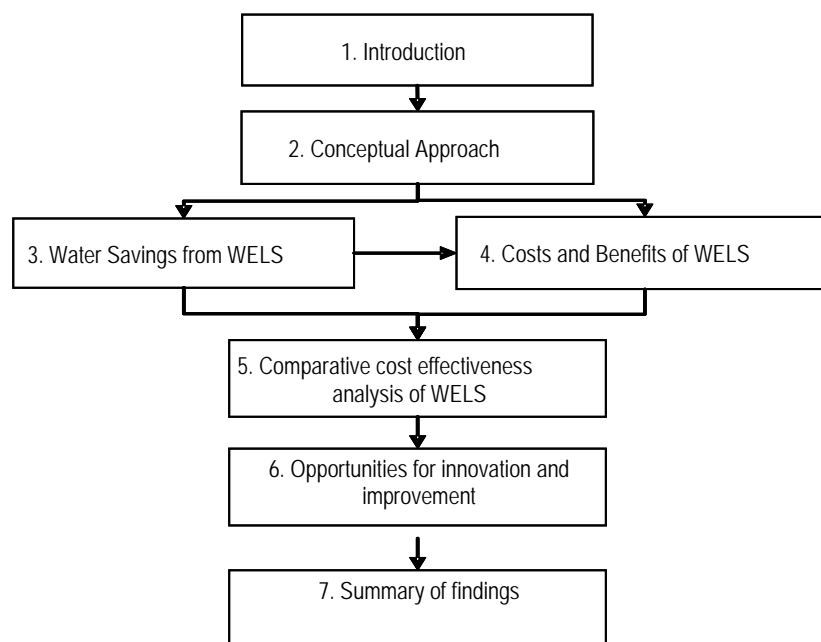 1. Introduction
2. Conceptual Approach
3. Water Savings from WELS
4. Costs and Benefits of WELS
5. Comparative cost effectiveness
analysis of WELS
6. Opportunities for innovation and
improvement
7. Summary of findings